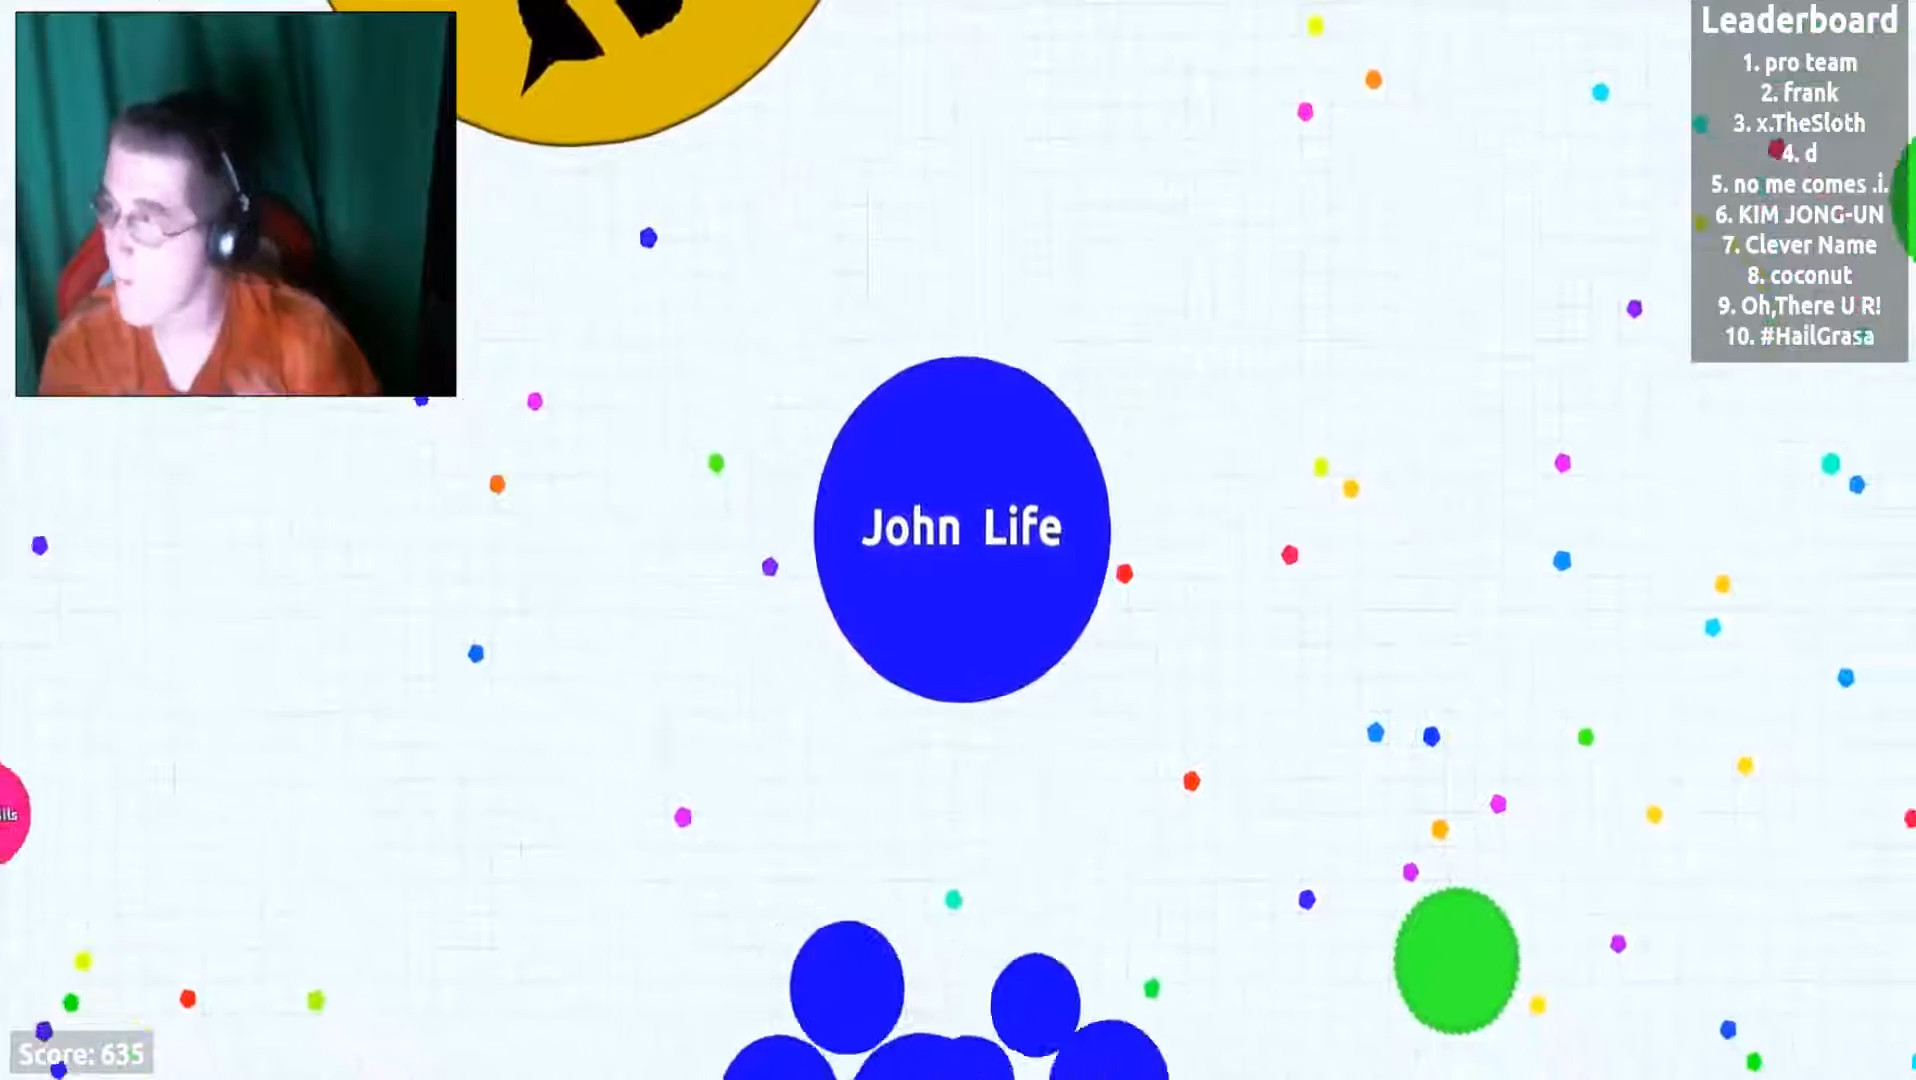 Leaderboard
1. pro team
2. frank
3. x.TheSloth
4. d
5. no me comes .i.
6. KIM JONG-UN
7. Clever Name
8. coconut
9. Oh,There U R!
10. #HailGrasa
John Life
Score: 635